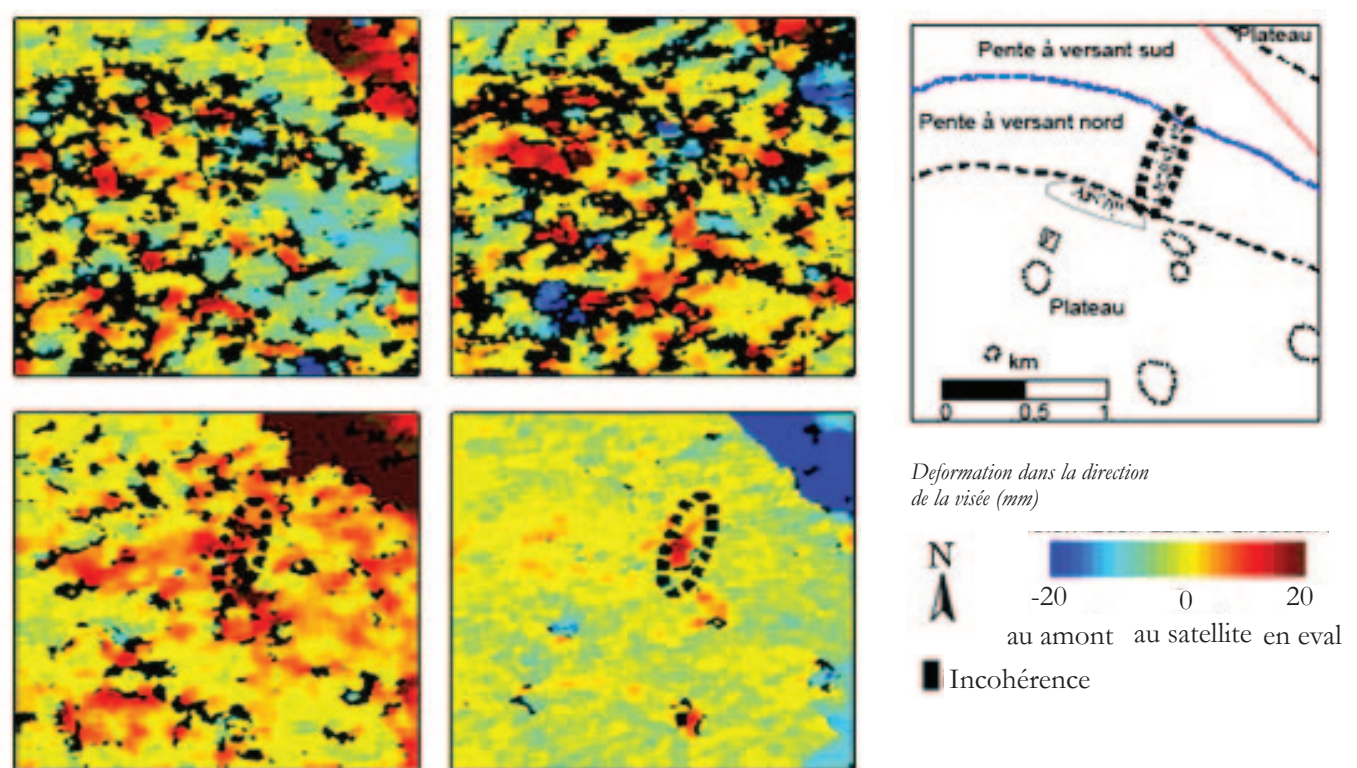 Plateau
Pente à versant sud
Pente à versant nord
Plateau
km
0 0,5 1
Deformation dans la direction
de la visée (mm)
N
-20 0 20
au amont au satellite en eval
Incohérence